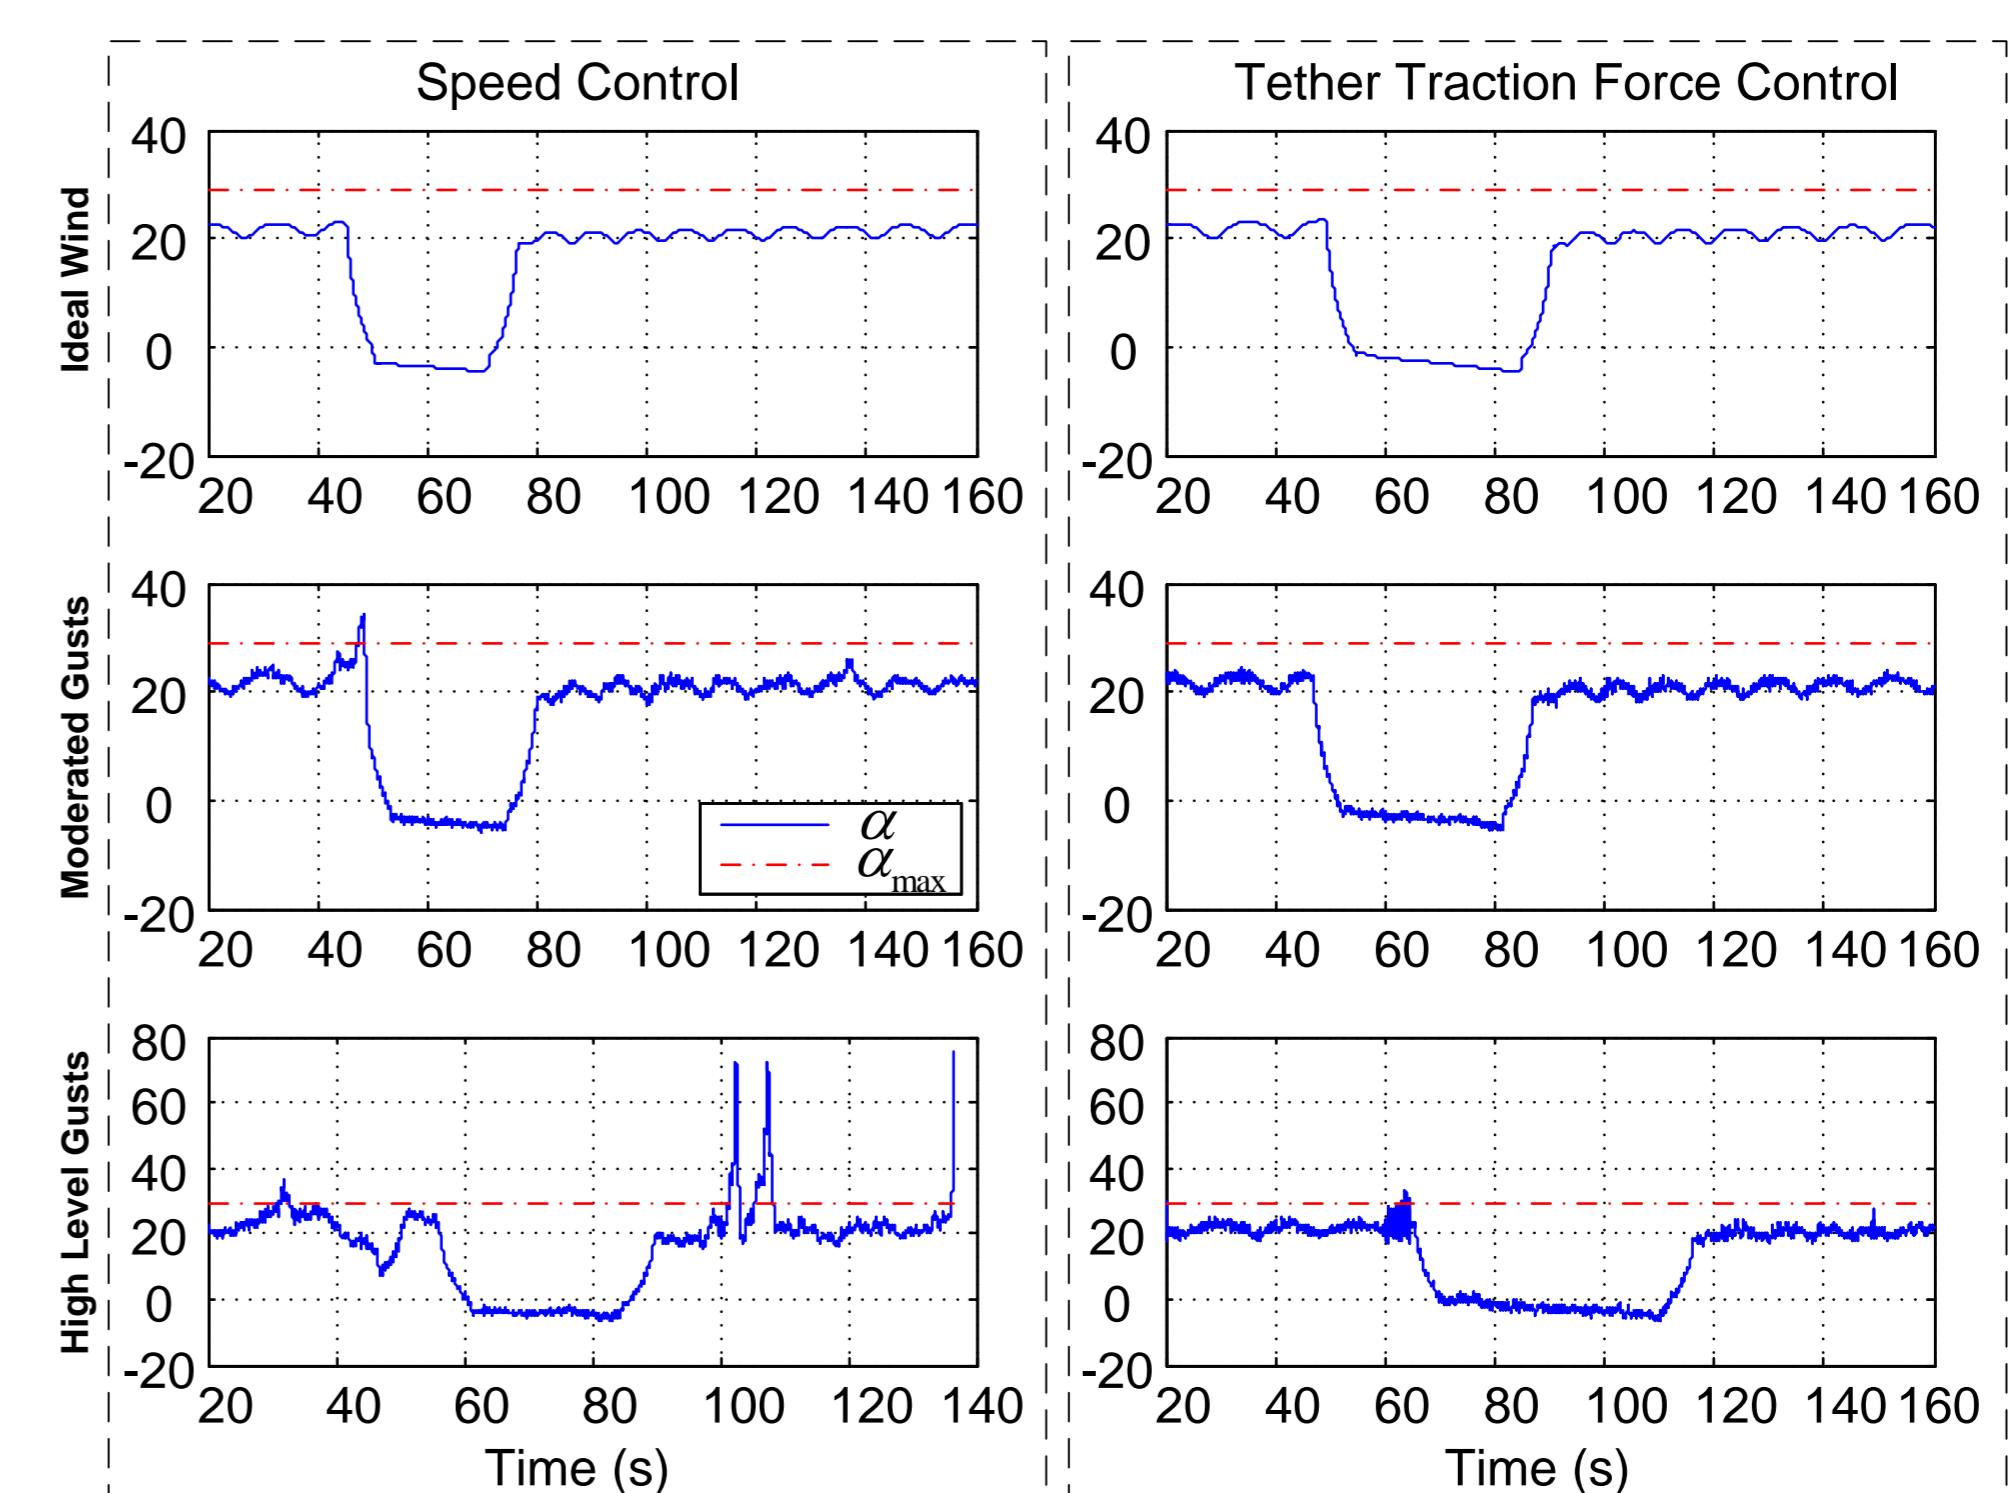 Speed Control
Tether Traction Force Control
Ideal Wind
40
20
0
-20
20 40 60 80 100 120 140 160
40
20
0
-20
20 40 60 80 100 120 140 160
Moderated Gusts
40
20
0
-20
20 40 60 80 100 120 140 160
α
αmax
40
20
0
-20
20 40 60 80 100 120 140 160
High Level Gusts
80
60
40
20
0
-20
20 40 60 80 100 120 140
Time (s)
80
60
40
20
0
-20
20 40 60 80 100 120 140 160
Time (s)